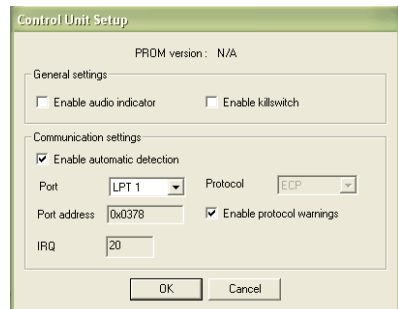 Control Unit Setup
PROM version : N/A
General settings
Enable audio indicator Enable killswitch
Communication settings
Enable automatic detection
Port LPT 1 Protocol ECP
Port address 0x0378 Enable protocol warnings
IRQ 20
OK Cancel